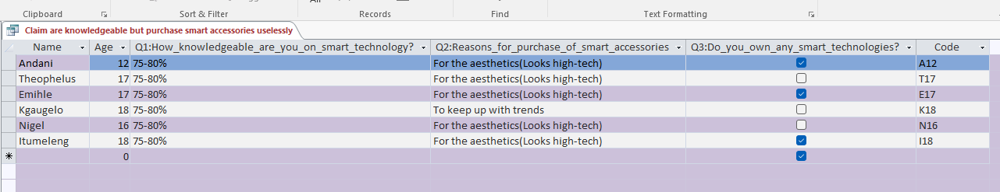 Clipboard Sort & Filter Records Find Text Formatting
Claim are knowledgeable but purchase smart accessories uselessly
Name Age Q1:How_knowledgeable_are_you_on_smart_technology? Q2:Reasons_for_purchase_of_smart_accessories Q3:Do_you_own_any_smart_technologies? Code
Andani 12 75-80% For the aesthetics(Looks high-tech) A12
Theophelus 17 75-80% For the aesthetics(Looks high-tech) T17
Emihle 17 75-80% For the aesthetics(Looks high-tech) E17
Kgaugelo 18 75-80% To keep up with trends K18
Nigel 16 75-80% For the aesthetics(Looks high-tech) N16
Itumeleng 18 75-80% For the aesthetics(Looks high-tech) I18
0